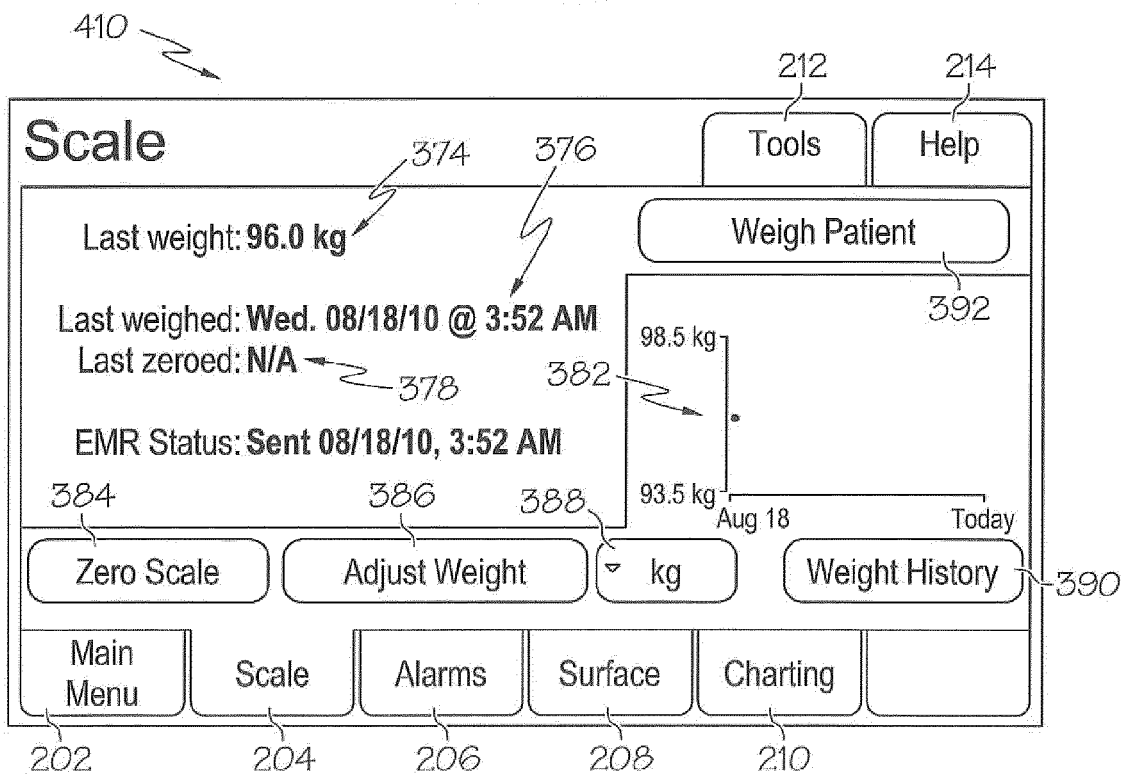 410
212 214
Scale
Tools
Help
374
376
Last weight: 96.0 kg
Weigh Patient
392
Last weighed: Wed. 08/18/10 @ 3:52 AM
Last zeroed: N/A
378
98.5 kg
382
EMR Status: Sent 08/18/10, 3:52 AM
93.5 kg
Aug 18
Today
384
386
388
Zero Scale
Adjust Weight
kg
Weight History
390
Main
Menu
Scale
Alarms
Surface
Charting
202 204 206 208 210